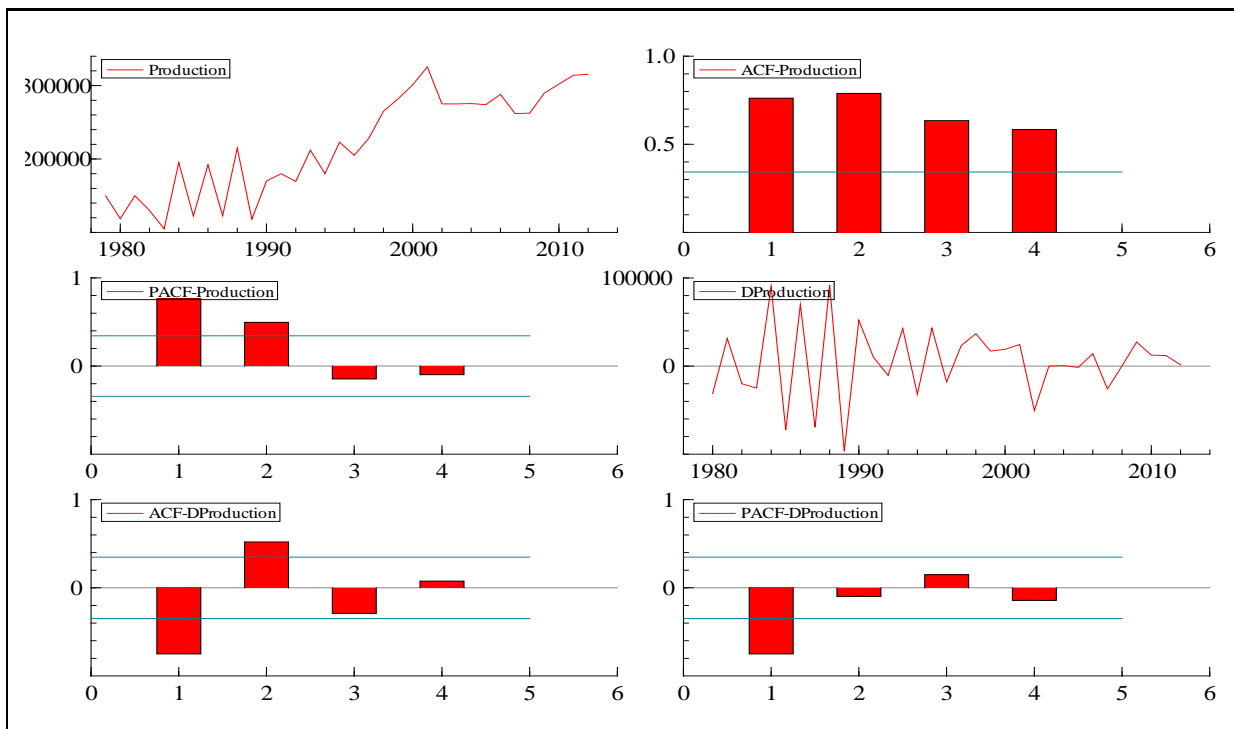 Production
300000
200000
1980 1990 2000 2010
ACF-Production
1.0
0.5
0 1 2 3 4 5 6
PACF-Production
1
0
0 1 2 3 4 5 6
DProduction
100000
0
1980 1990 2000 2010
ACF-DProduction
1
0
0 1 2 3 4 5 6
PACF-DProduction
1
0
0 1 2 3 4 5 6